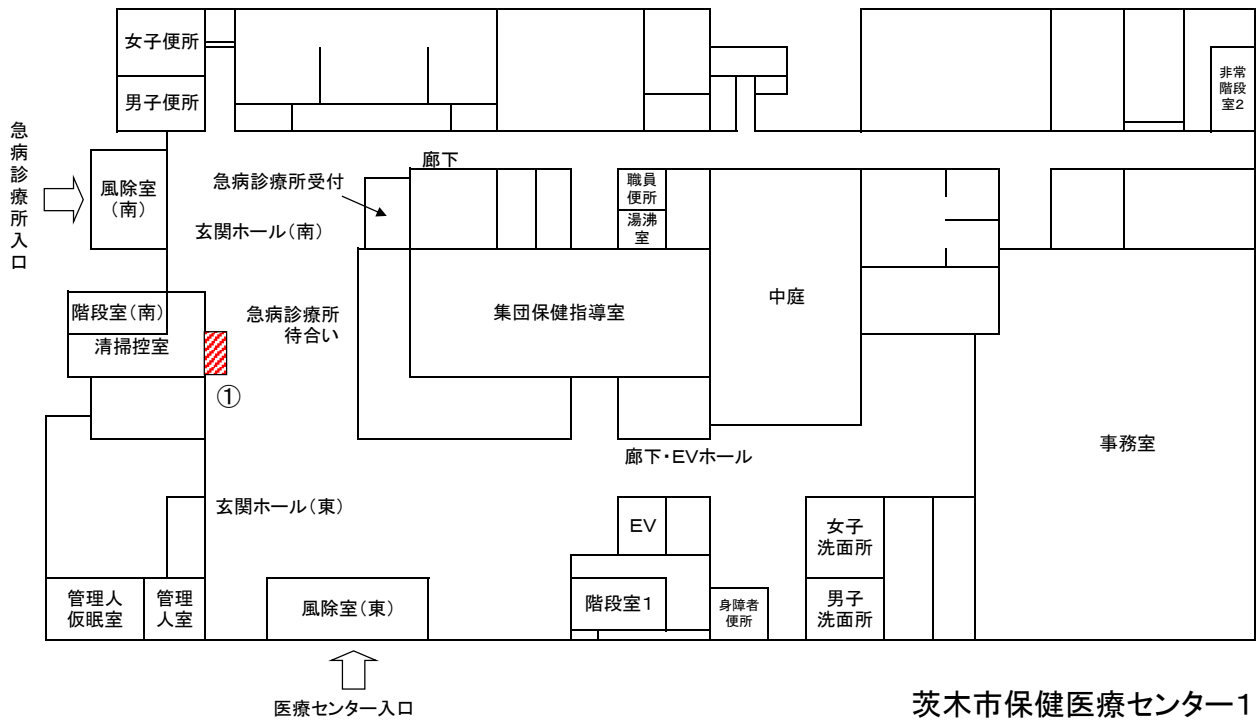 女子便所
男子便所
非常
階段
室2
急病診療所入口
風除室
(南)
廊下
急病診療所受付
玄関ホール(南)
職員
便所
湯沸
室
階段室(南)
清掃控室
急病診療所
待合い
集団保健指導室
中庭
①
事務室
廊下・EVホール
玄関ホール(東)
EV
女子
洗面所
管理人
仮眠室
管理
人室
風除室(東)
階段室1
身障者
便所
男子
洗面所
医療センター入口
茨木市保健医療センター1